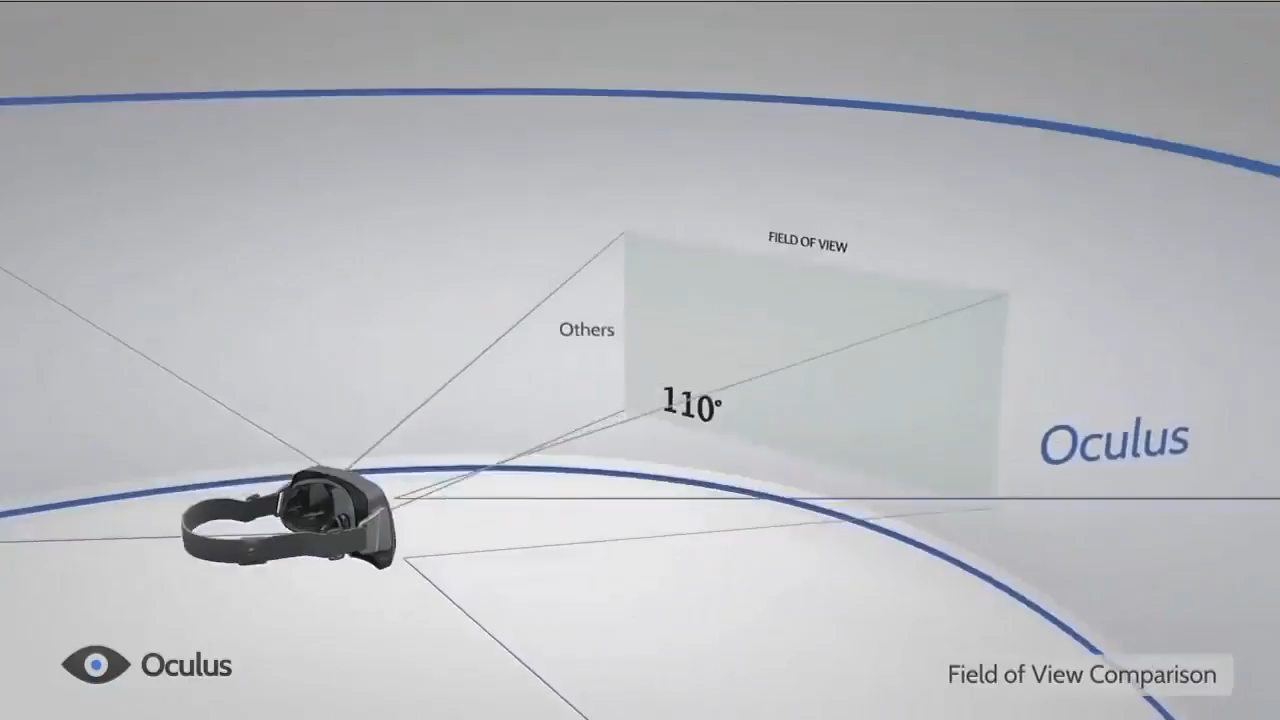 FIELD OF VIEW
Others
110°
Oculus
Oculus
Field of View Comparison